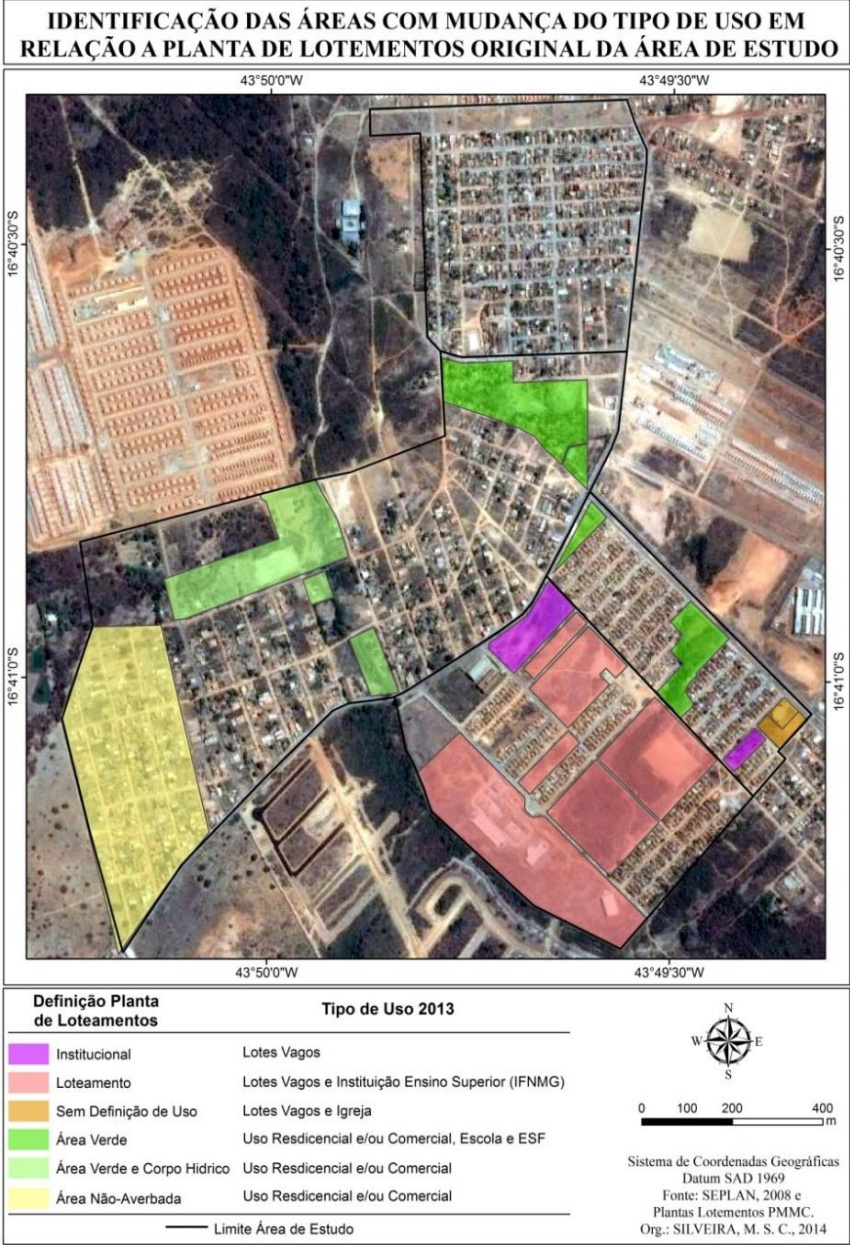 IDENTIFICAÇÃO DAS ÁREAS COM MUDANÇA DO TIPO DE USO EM
RELAÇÃO A PLANTA DE LOTEMENTOS ORIGINAL DA ÁREA DE ESTUDO
43°50'0"W
43°49'30"W
16°40'30"S
16°40'30"S
16°41'0"S
16°41'0"S
43°50'0"W
43°49'30"W
Definição Planta
de Loteamentos
Tipo de Uso 2013
Institucional Lotes Vagos
Loteamento Lotes Vagos e Instituição Ensino Superior (IFNMG)
Sem Definição de Uso Lotes Vagos e Igreja
Área Verde Uso Resdicencial e/ou Comercial, Escola e ESF
Área Verde e Corpo Hidrico Uso Resdicencial e/ou Comercial
Área Não-Averbada Uso Resdicencial e/ou Comercial
Limite Área de Estudo
N
W E
S
0 100 200 400
m
Sistema de Coordenadas Geográficas
Datum SAD 1969
Fonte: SEPLAN, 2008 e
Plantas Lotementos PMMC.
Org.: SILVEIRA, M. S. C., 2014